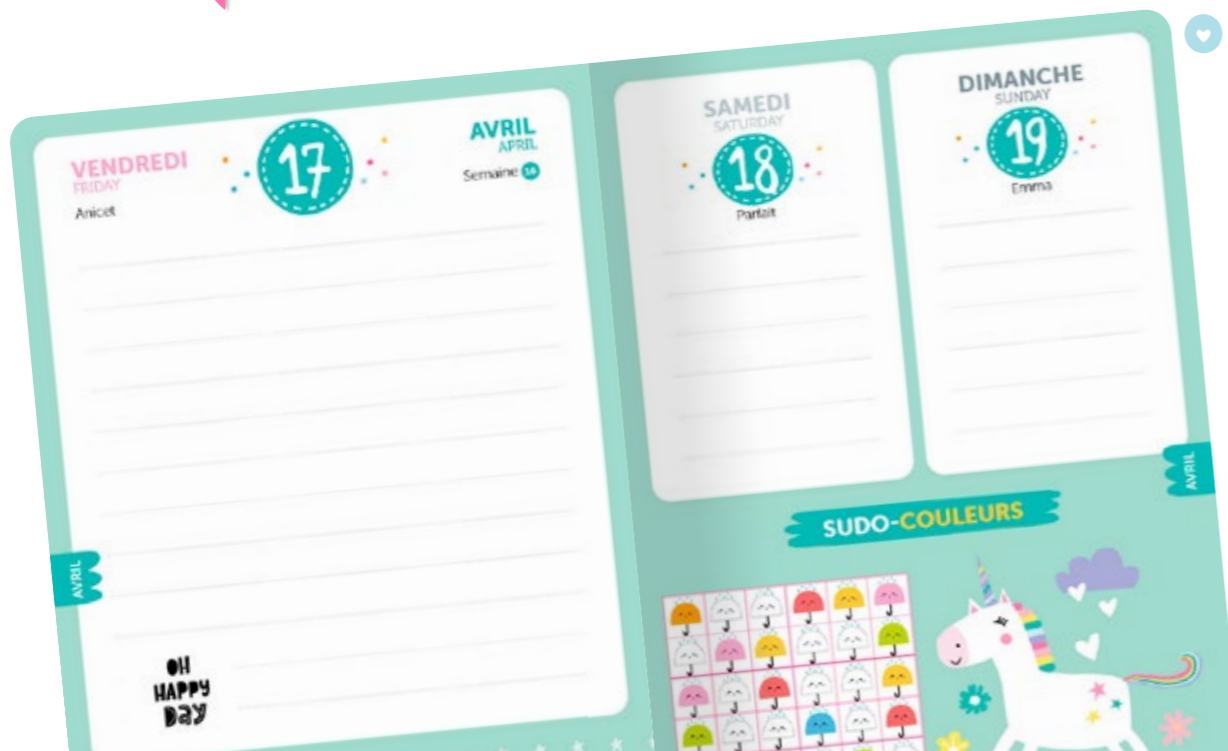 VENDREDI
FRIDAY
Anicet
17
AVRIL
APRIL
Semaine 16
OH
HAPPY
DAY
AVRIL
SAMEDI
SATURDAY
18
Parfait
DIMANCHE
SUNDAY
19
Emma
AVRIL
SUDO-COULEURS